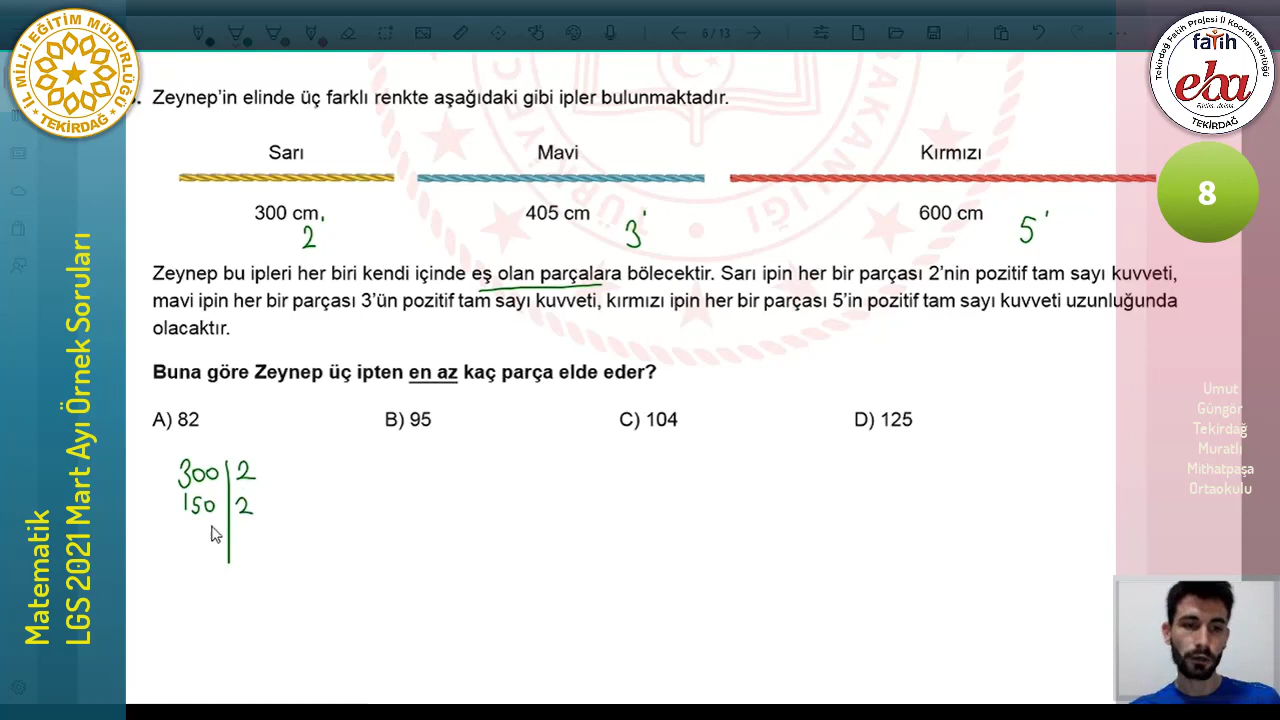 İL MİLLİ EĞİTİM MÜDÜRLÜĞÜ
TEKİRDAĞ
6 / 13
Tekirdağ Fatih Projesi İl Koordinatörlüğü
fatih
eba
TEKİRDAĞ
8
Matematik
LGS 2021 Mart Ayı Örnek Soruları
Zeynep'in elinde üç farklı renkte aşağıdaki gibi ipler bulunmaktadır.
Sarı Mavi Kırmızı
300 cm 405 cm 600 cm
2 3 5
Zeynep bu ipleri her biri kendi içinde eş olan parçalara bölecektir. Sarı ipin her bir parçası 2'nin pozitif tam sayı kuvveti,
mavi ipin her bir parçası 3'ün pozitif tam sayı kuvveti, kırmızı ipin her bir parçası 5'in pozitif tam sayı kuvveti uzunluğunda
olacaktır.
Buna göre Zeynep üç ipten en az kaç parça elde eder?
A) 82 B) 95 C) 104 D) 125
300 2
150 2
Umut
Güngör
Tekirdağ
Muratlı
Mithatpaşa
Ortaokulu